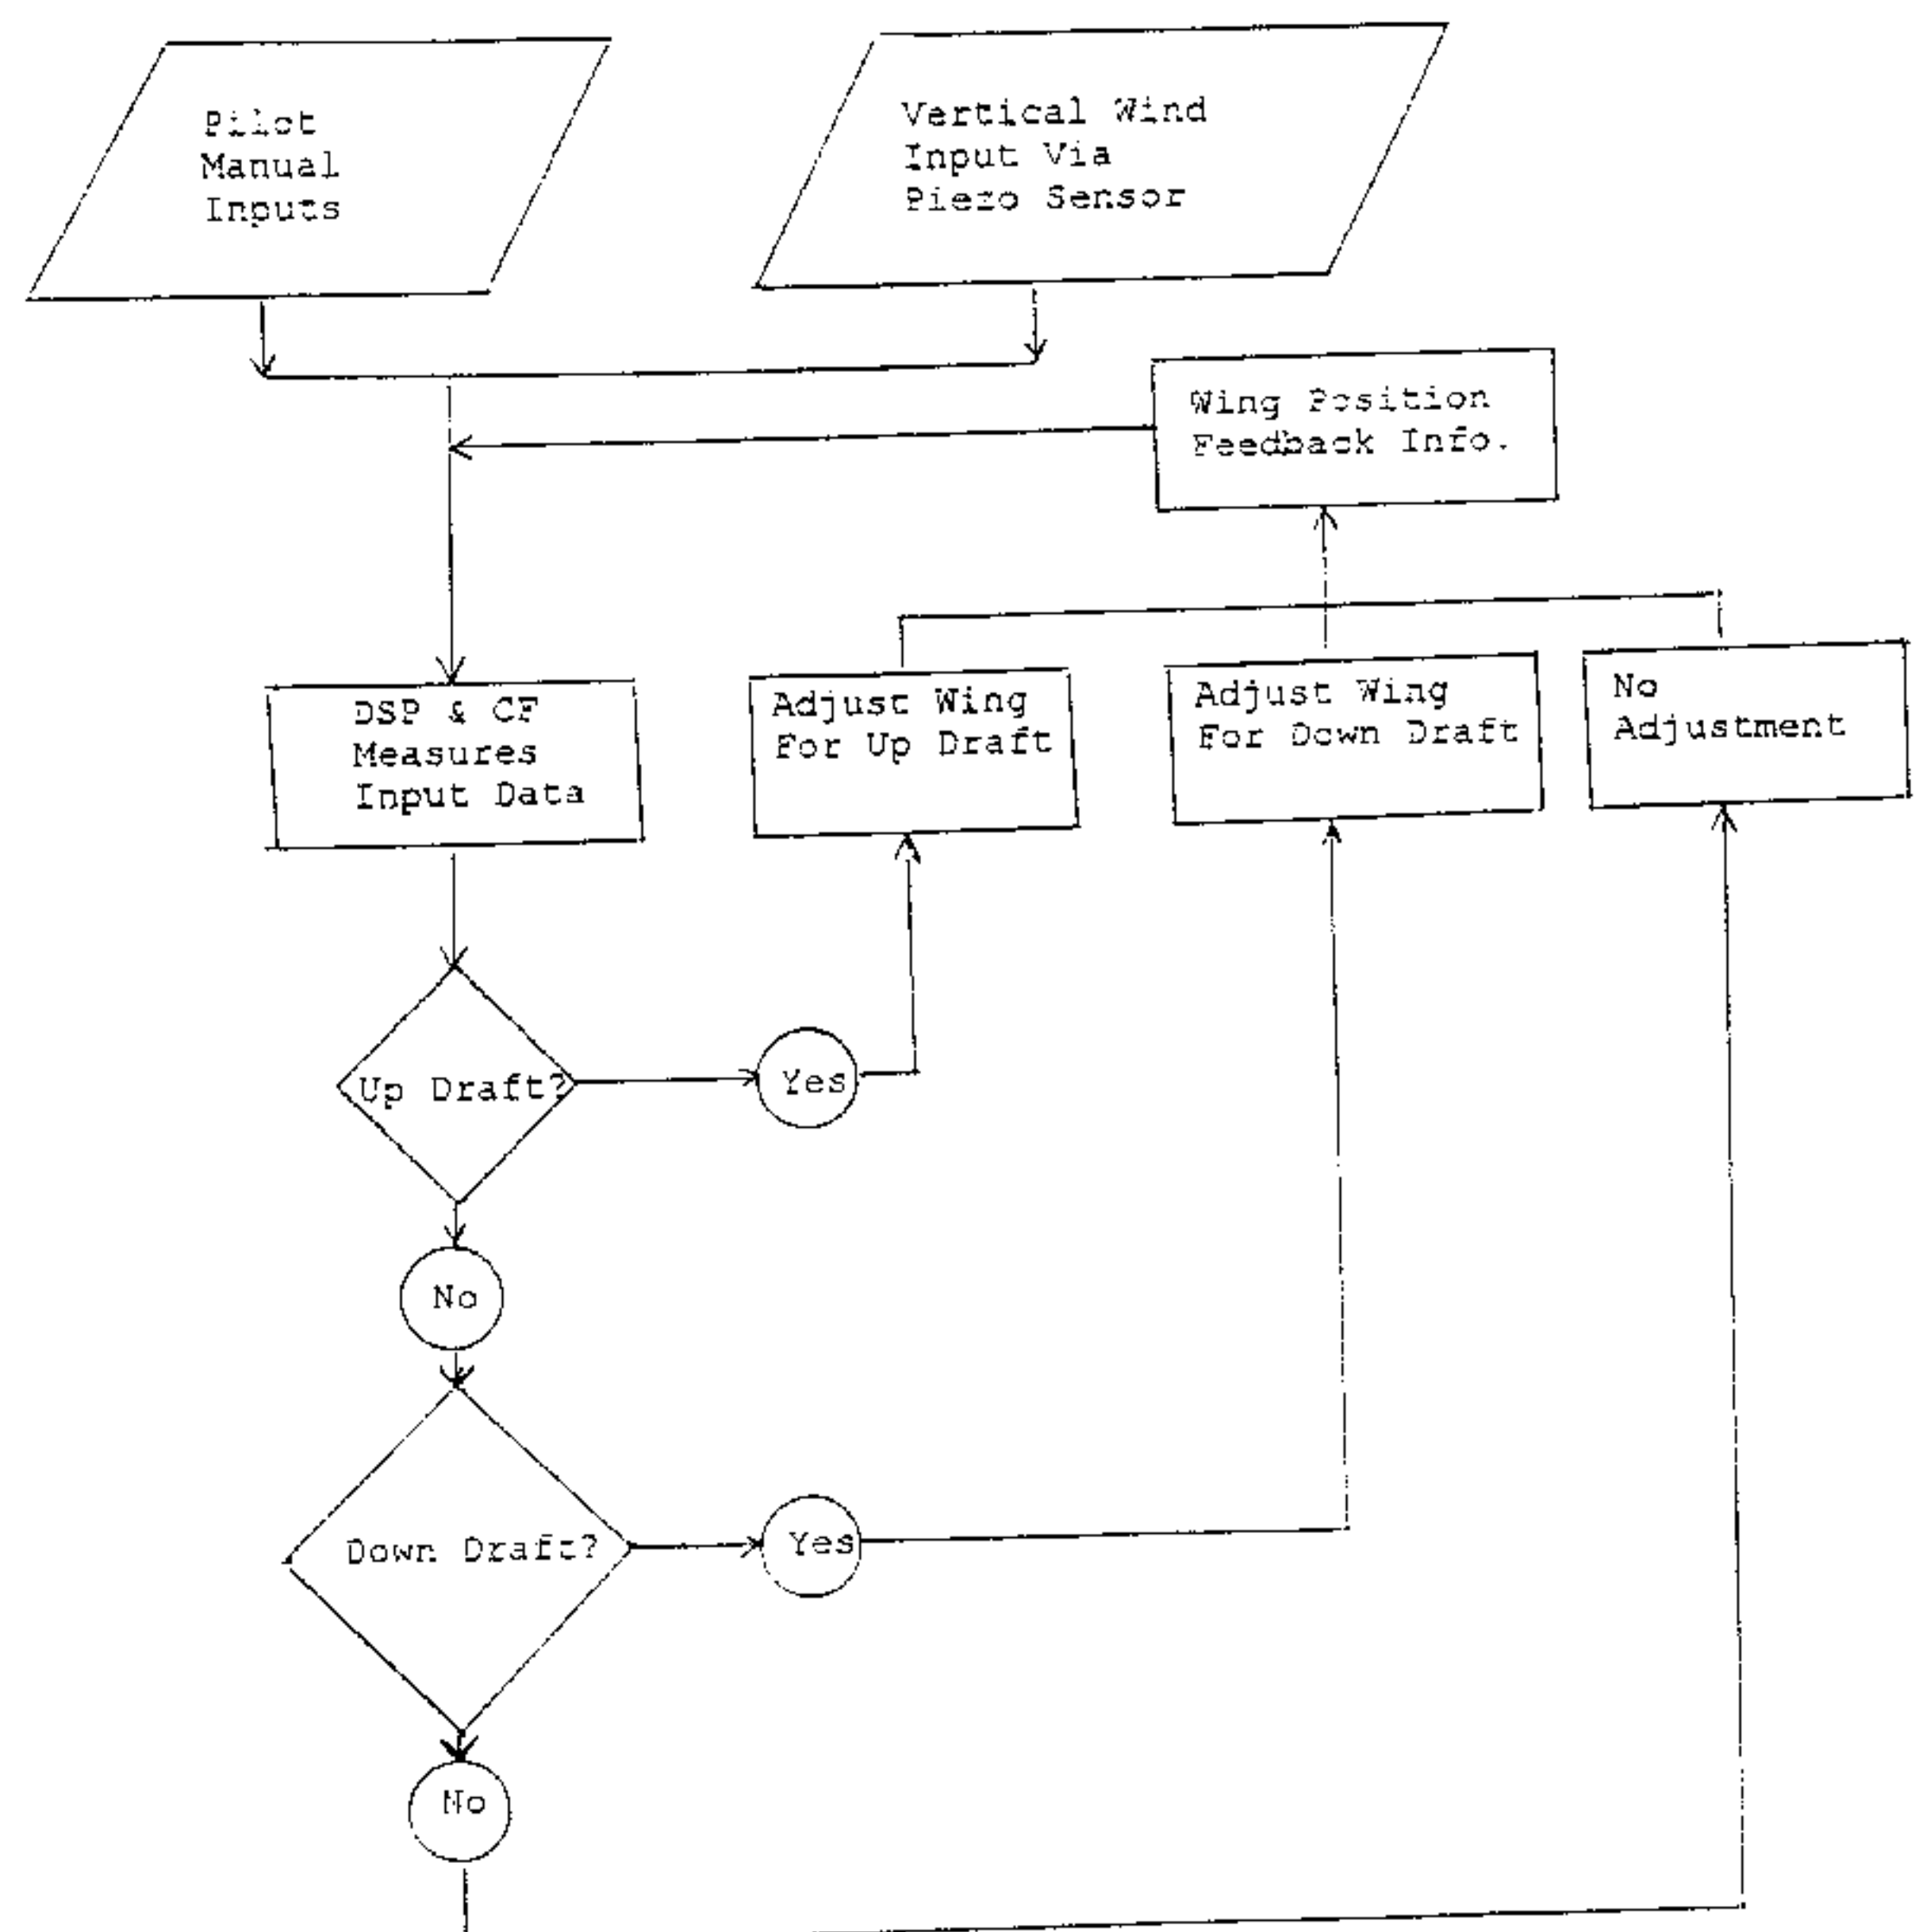 Pilot
Manual
Inputs
Vertical Wind
Input Via
Piezo Sensor
Wing Position
Feedback Info.
DSP & CF
Measures
Input Data
Adjust Wing
For Up Draft
Adjust Wing
For Down Draft
No
Adjustment
Up Draft?
Yes
No
Down Draft?
Yes
No